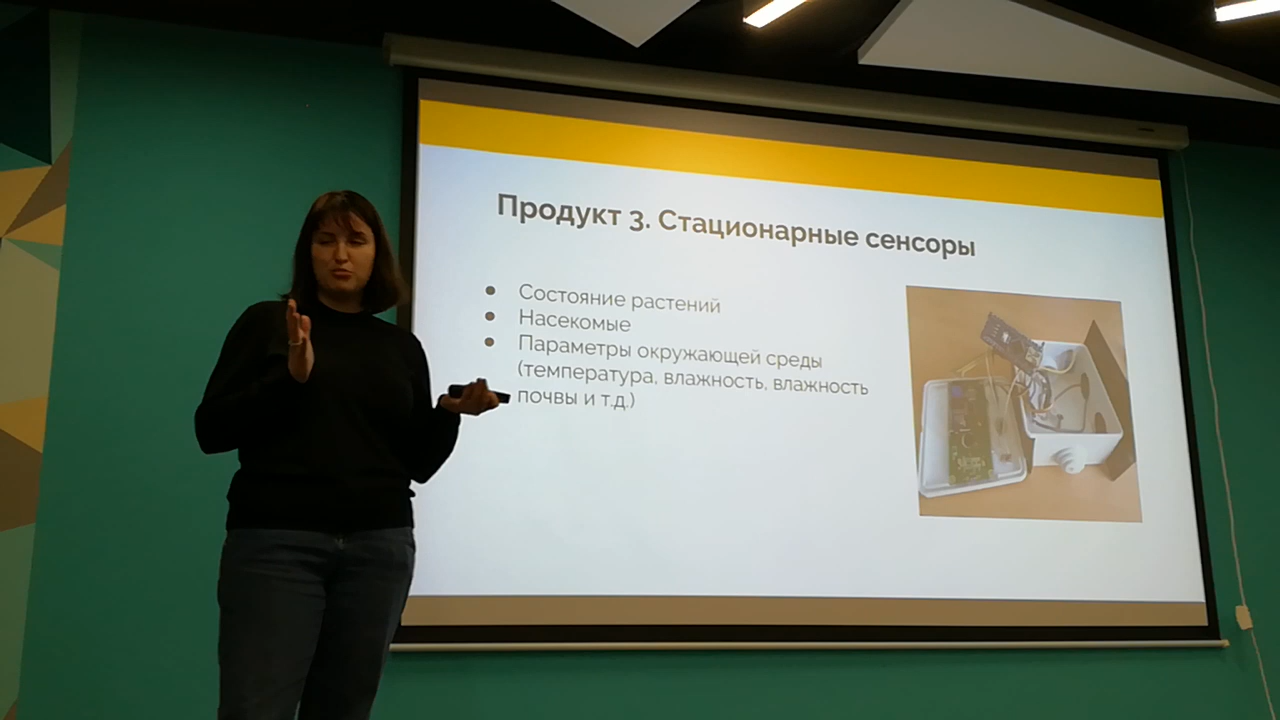 Продукт 3. Стационарные сенсоры
● Состояние растений
● Насекомые
● Параметры окружающей среды
(температура, влажность, влажность
почвы и т.д.)